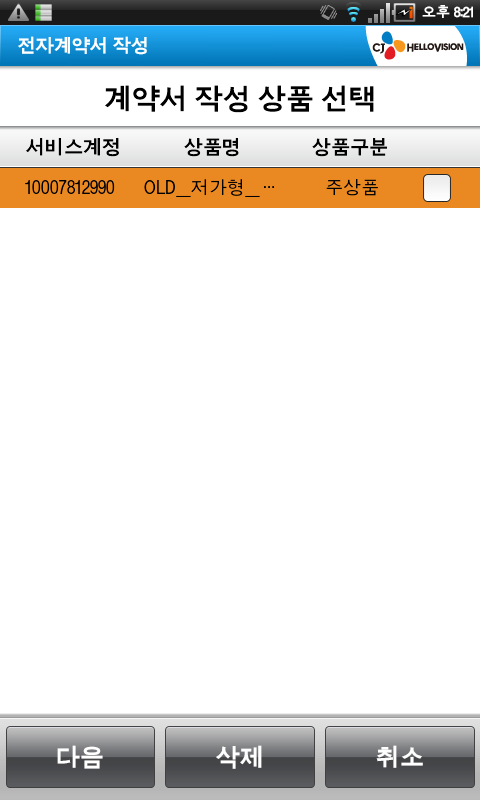 오후 8:21
전자계약서 작성
CJ HELLOVISION
계약서 작성 상품 선택
서비스계정 상품명 상품구분
10007812990 OLD__저가형__ ... 주상품
다음 삭제 취소